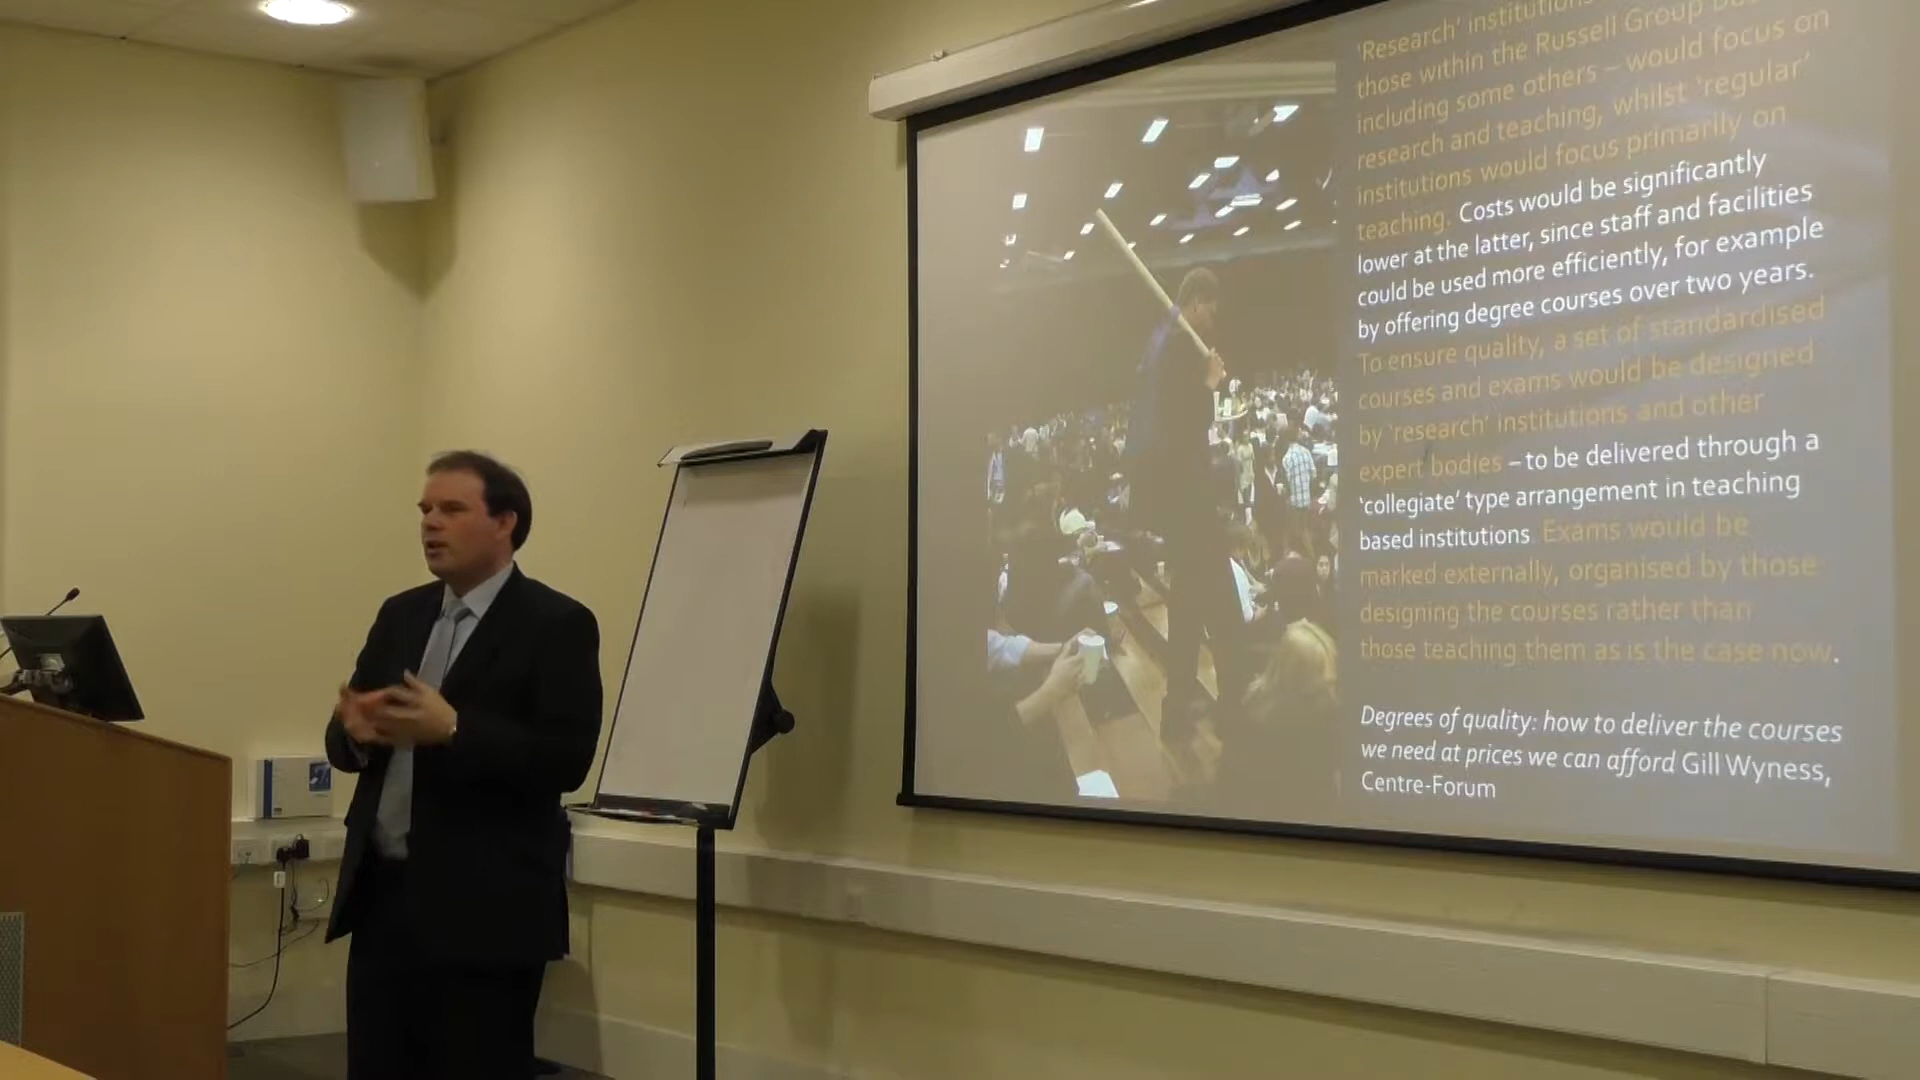 'Research' institutions
those within the Russell Group
including some others – would focus on
research and teaching, whilst 'regular'
institutions would focus primarily on
teaching. Costs would be significantly
lower at the latter, since staff and facilities
could be used more efficiently, for example
by offering degree courses over two years.
To ensure quality, a set of standardised
courses and exams would be designed
by 'research' institutions and other
expert bodies – to be delivered through a
'collegiate' type arrangement in teaching
based institutions Exams would be
marked externally, organised by those
designing the courses rather than
those teaching them as is the case now.
Degrees of quality: how to deliver the courses
we need at prices we can afford Gill Wyness,
Centre-Forum